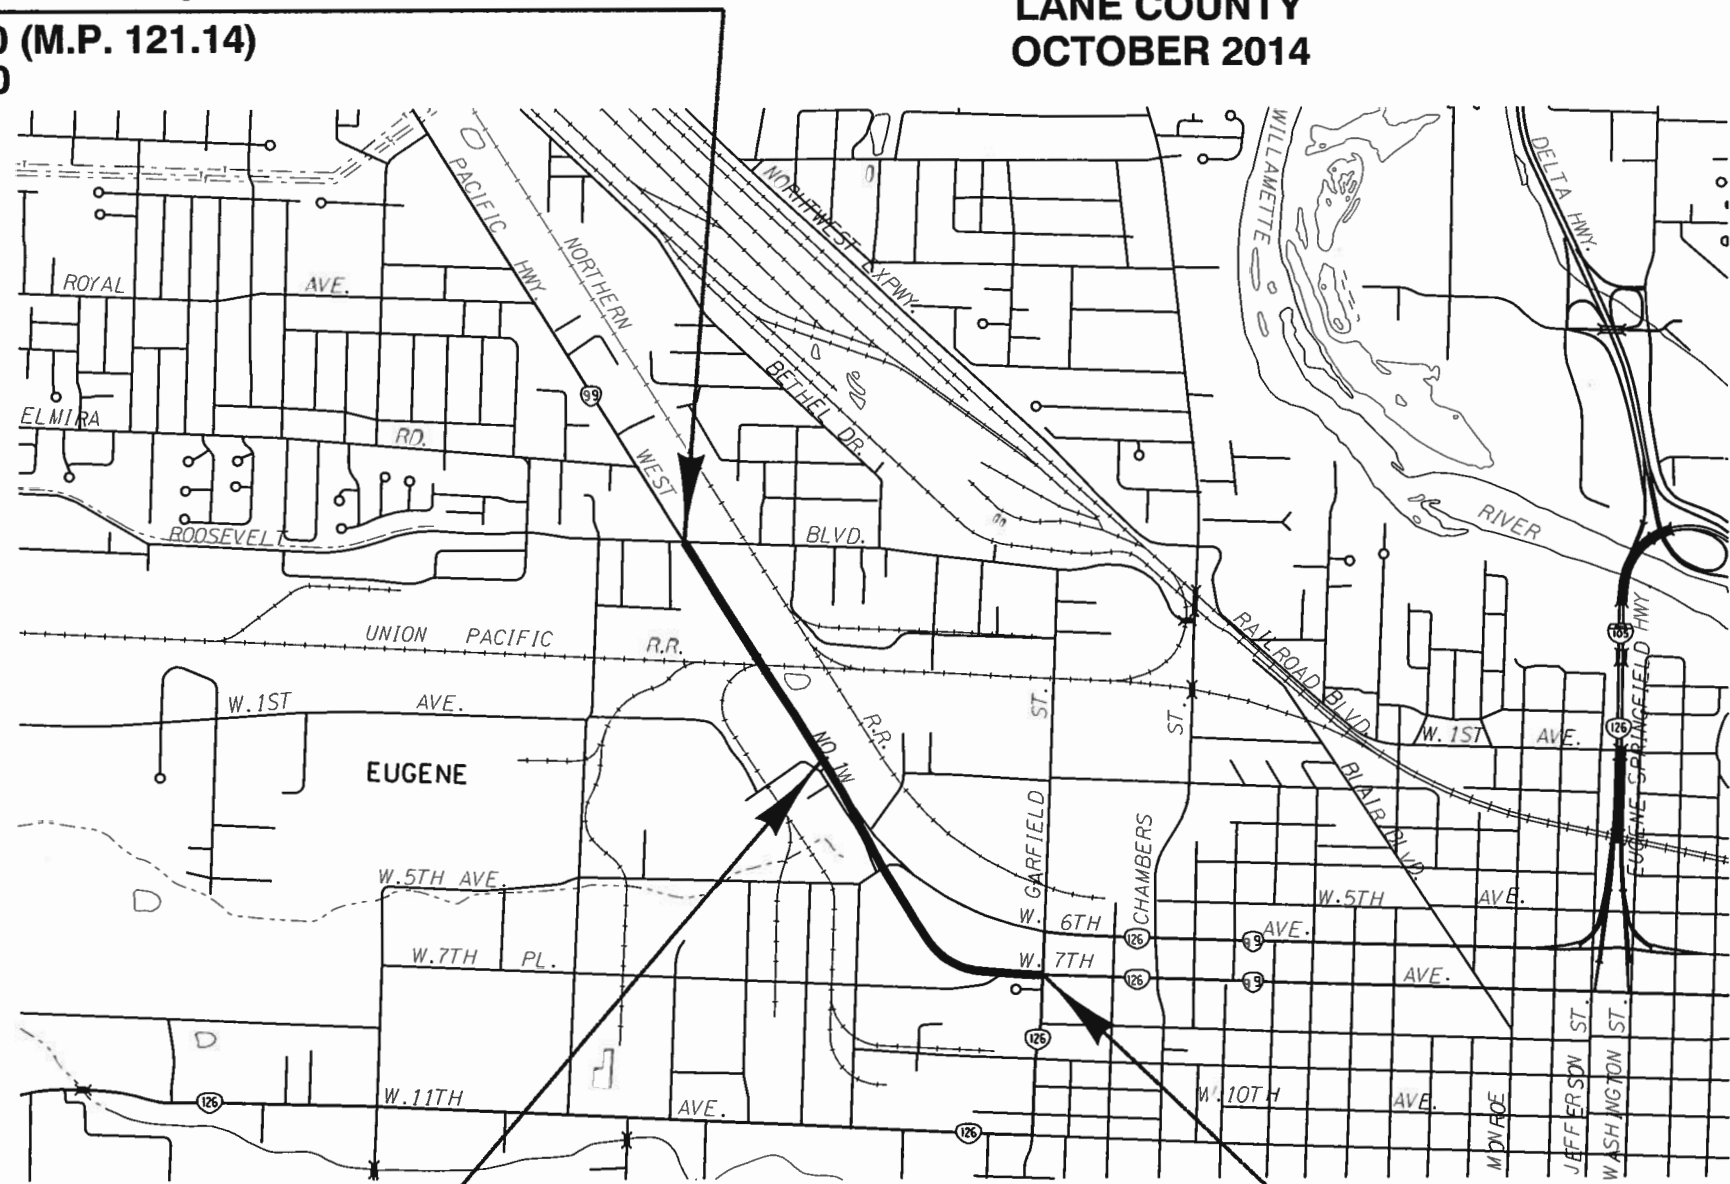 LANE COUNTY
(M.P. 121.14)
OCTOBER 2014
0
WILLAMETTE
DELTA HWY.
PACIFIC HWY.
NORTHERN
NORTHWEST EXPWY.
ROYAL AVE.
BETHEL DR.
99
ELMIRA RD.
WEST
RIVER
ROOSEVELT BLVD.
UNION PACIFIC R.R.
RAILROAD BLVD.
105
EUGENE SPRINGFIELD HWY
W. 1ST AVE.
ST.
ST.
R.R.
126
W. 1ST AVE.
NO. 1W
EUGENE
BLAIR BLVD.
GARFIELD
CHAMBERS
W. 5TH AVE.
W. 5TH AVE.
W. 6TH
126
99
AVE.
W. 7TH PL.
W. 7TH
126
99
AVE.
126
JEFFERSON ST.
WASHINGTON ST.
MONROE
126
W. 11TH AVE.
126
W. 10TH AVE.